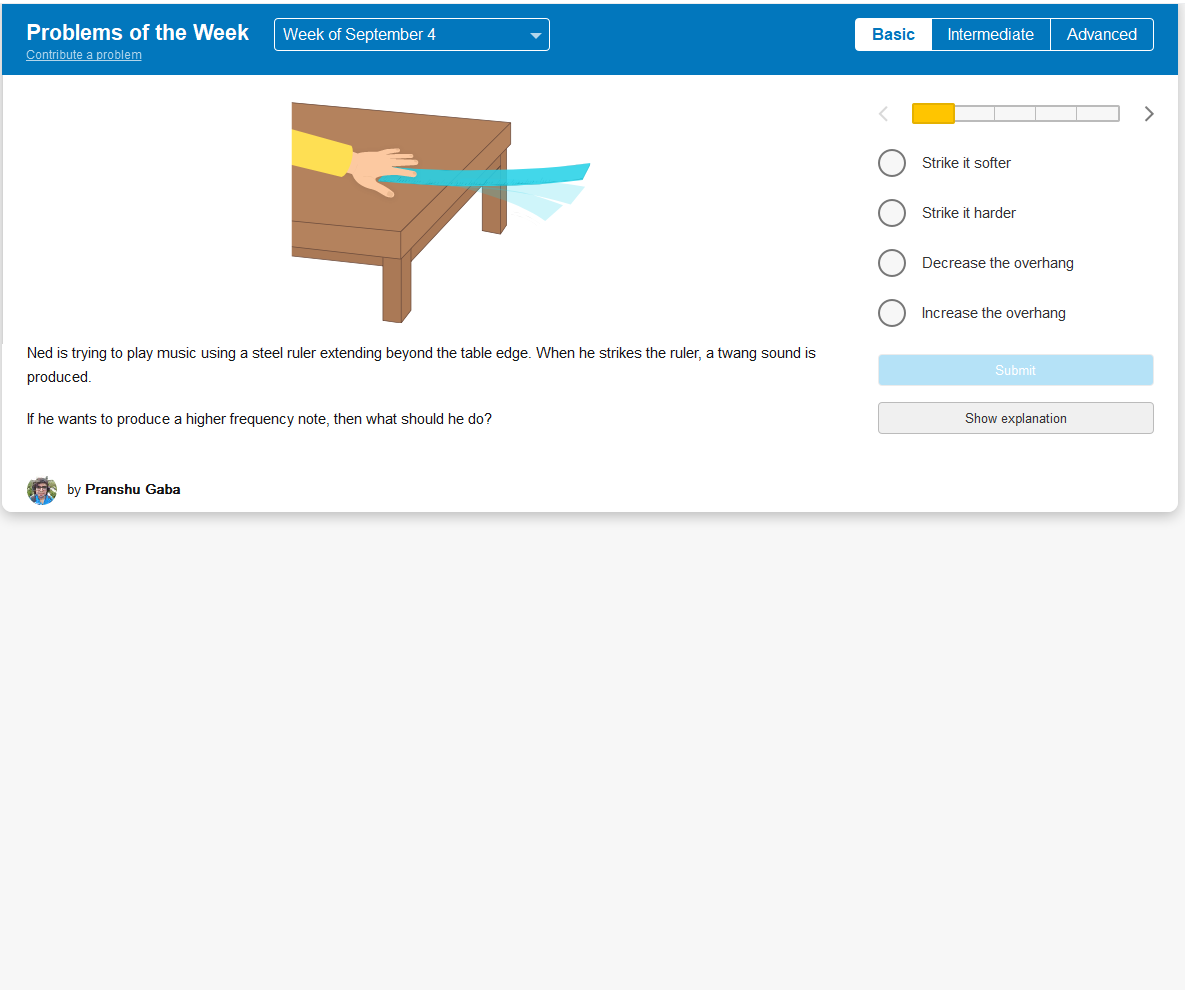 Problems of the Week
Contribute a problem
Week of September 4
Basic
Intermediate
Advanced
Ned is trying to play music using a steel ruler extending beyond the table edge. When he strikes the ruler, a twang sound is
produced.
If he wants to produce a higher frequency note, then what should he do?
by Pranshu Gaba
Strike it softer
Strike it harder
Decrease the overhang
Increase the overhang
Submit
Show explanation